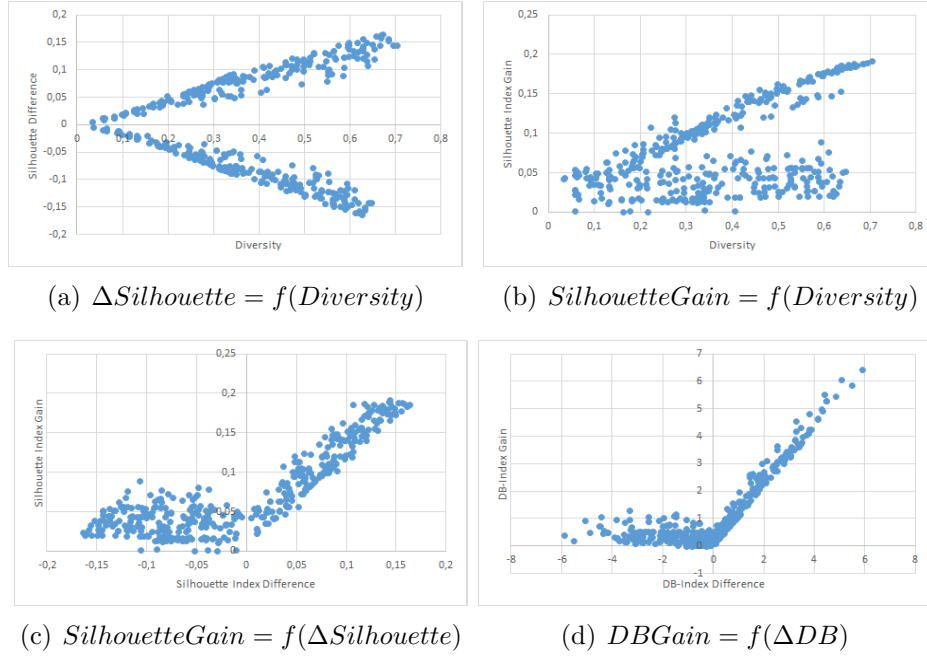 0,2
0,15
0,1
0,05
0
-0,05
-0,1
-0,15
-0,2
0 0,1 0,2 0,3 0,4 0,5 0,6 0,7 0,8
Silhouette Difference
Diversity
(a) ΔSilhouette = f(Diversity)
0,25
0,2
0,15
0,1
0,05
0
0 0,1 0,2 0,3 0,4 0,5 0,6 0,7 0,8
Silhouette Index Gain
Diversity
(b) SilhouetteGain = f(Diversity)
0,25
0,2
0,15
0,1
0,05
0
-0,2 -0,15 -0,1 -0,05 0 0,05 0,1 0,15 0,2
Silhouette Index Gain
Silhouette Index Difference
(c) SilhouetteGain = f(ΔSilhouette)
7
6
5
4
3
2
1
0
-1
-8 -6 -4 -2 0 2 4 6 8
DB-Index Gain
DB-Index Difference
(d) DBGain = f(ΔDB)